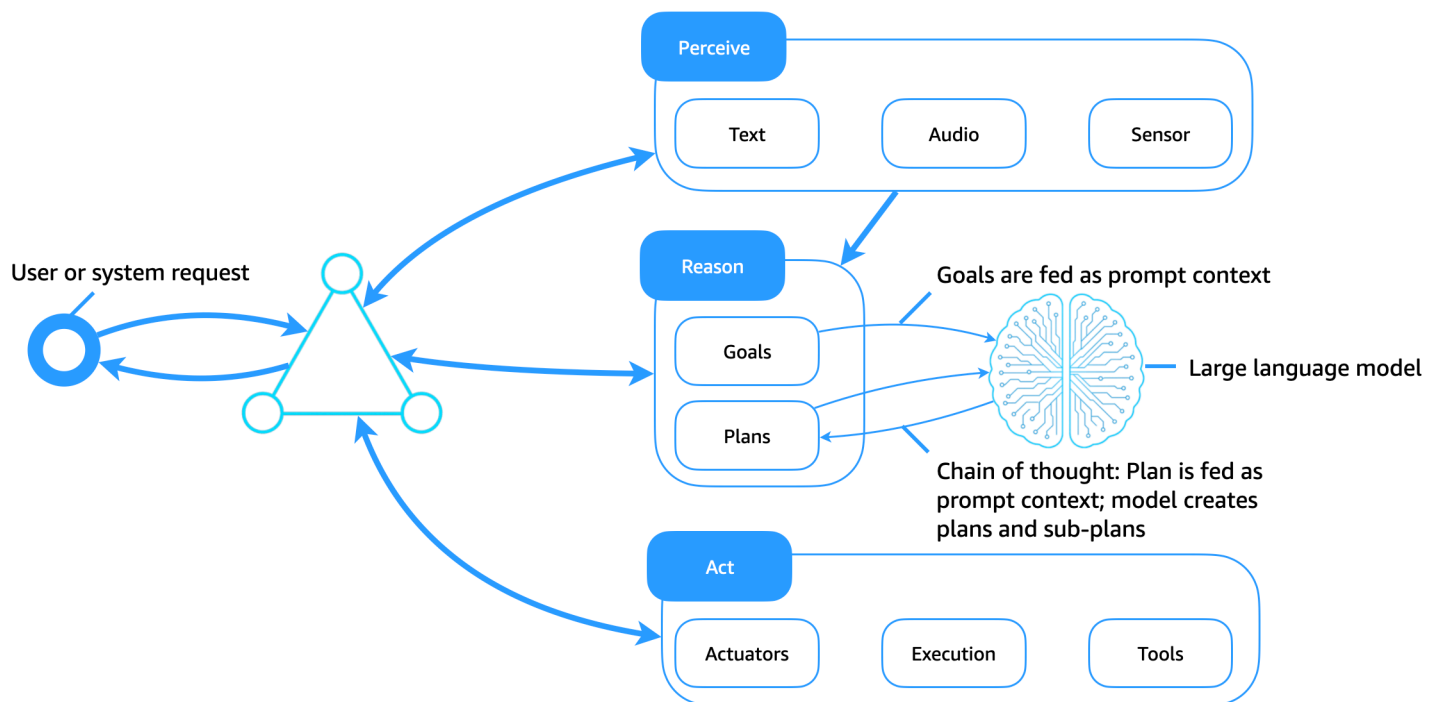 Perceive
Text
Audio
Sensor
User or system request
Reason
Goals are fed as prompt context
Goals
Large language model
Plans
Chain of thought: Plan is fed as
prompt context; model creates
plans and sub-plans
Act
Actuators
Execution
Tools